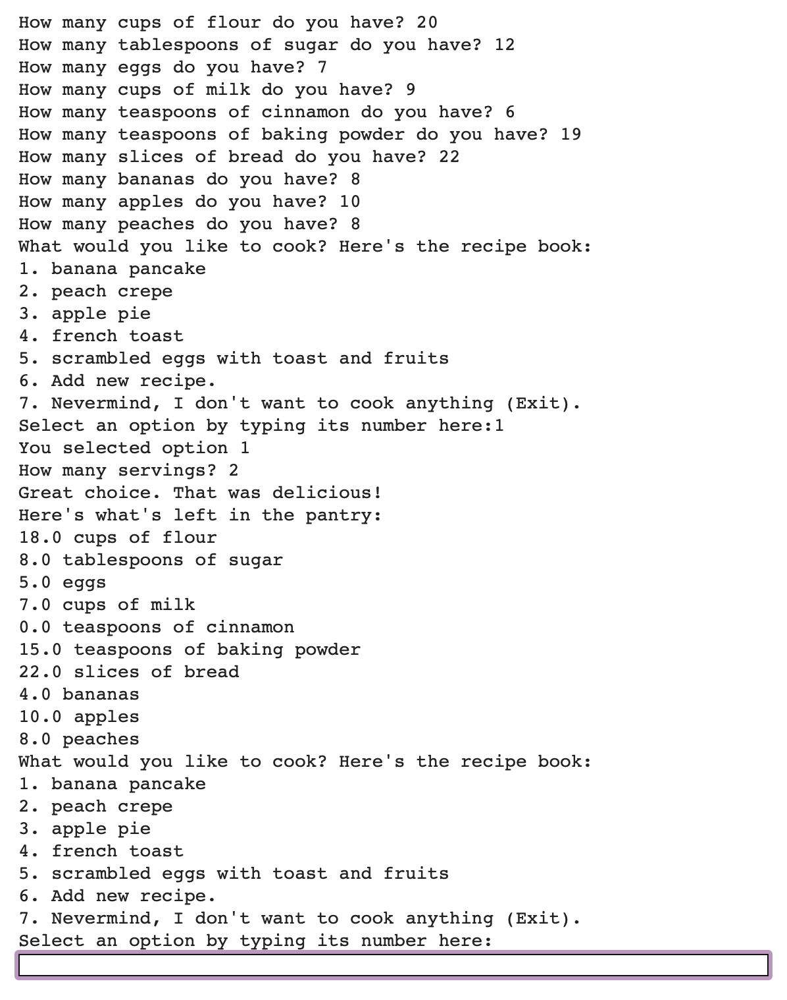 How many cups of flour do you have? 20
How many tablespoons of sugar do you have? 12
How many eggs do you have? 7
How many cups of milk do you have? 9
How many teaspoons of cinnamon do you have? 6
How many teaspoons of baking powder do you have? 19
How many slices of bread do you have? 22
How many bananas do you have? 8
How many apples do you have? 10
How many peaches do you have? 8
What would you like to cook? Here's the recipe book:
1. banana pancake
2. peach crepe
3. apple pie
4. french toast
5. scrambled eggs with toast and fruits
6. Add new recipe.
7. Nevermind, I don't want to cook anything (Exit).
Select an option by typing its number here:1
You selected option 1
How many servings? 2
Great choice. That was delicious!
Here's what's left in the pantry:
18.0 cups of flour
8.0 tablespoons of sugar
5.0 eggs
7.0 cups of milk
0.0 teaspoons of cinnamon
15.0 teaspoons of baking powder
22.0 slices of bread
4.0 bananas
10.0 apples
8.0 peaches
What would you like to cook? Here's the recipe book:
1. banana pancake
2. peach crepe
3. apple pie
4. french toast
5. scrambled eggs with toast and fruits
6. Add new recipe.
7. Nevermind, I don't want to cook anything (Exit).
Select an option by typing its number here: